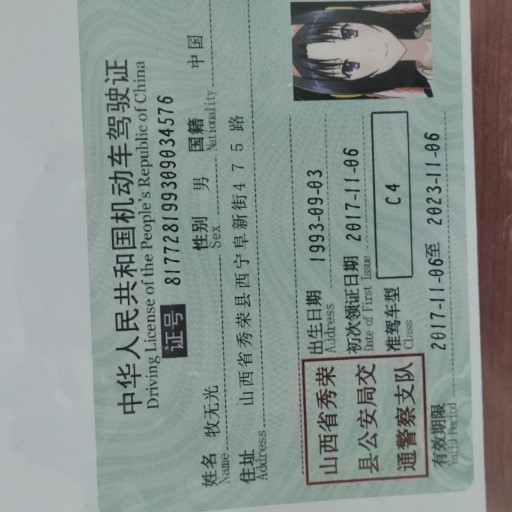 中华人民共和国机动车驾驶证
Driving License of the People's Republic of China
证号 817728199309034576
姓名 牧无光 性别 男 国籍 中国
Name Sex Nationality
住址 山西省秀荣县西宁阜新街475路
Address
出生日期 1993-09-03
Address
山西省秀荣
县公安局交
通警察支队
初次领证日期 2017-11-06
Date of First Issue
准驾车型 C4
Class
有效期限 2017-11-06至 2023-11-06
Valid Period